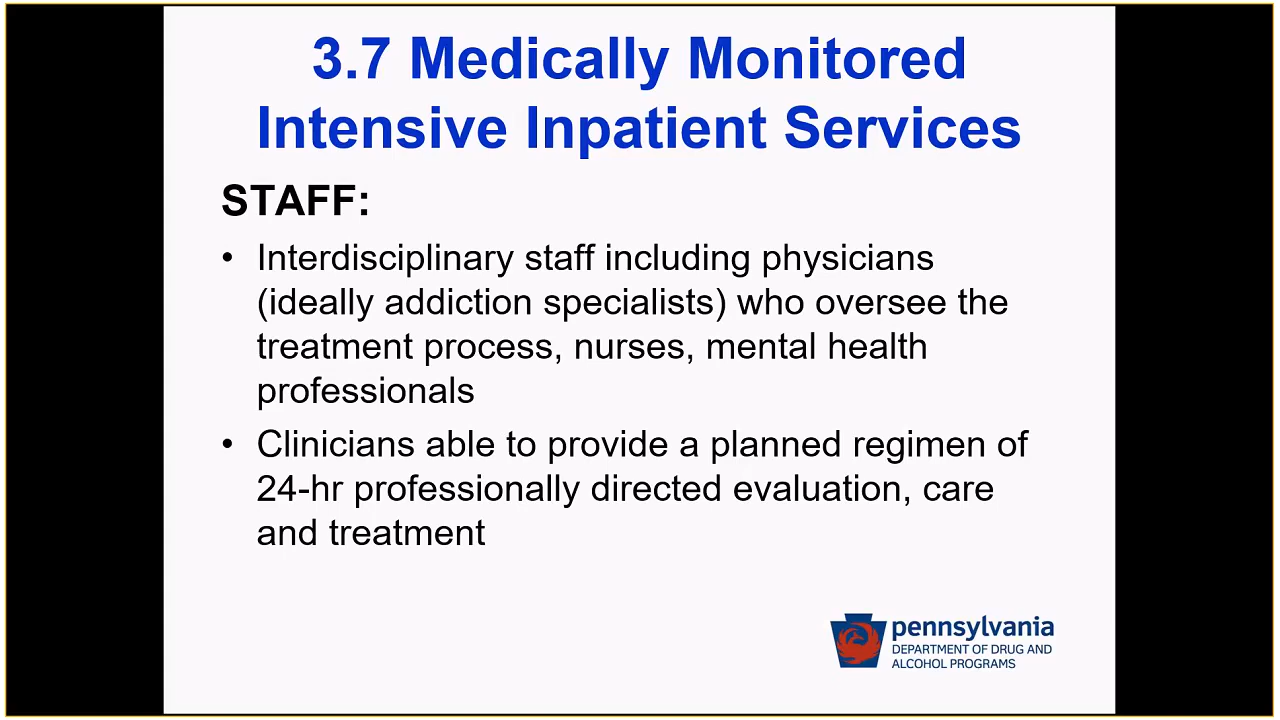 3.7 Medically Monitored
Intensive Inpatient Services
STAFF:
• Interdisciplinary staff including physicians
(ideally addiction specialists) who oversee the
treatment process, nurses, mental health
professionals
• Clinicians able to provide a planned regimen of
24-hr professionally directed evaluation, care
and treatment
pennsylvania
DEPARTMENT OF DRUG AND
ALCOHOL PROGRAMS